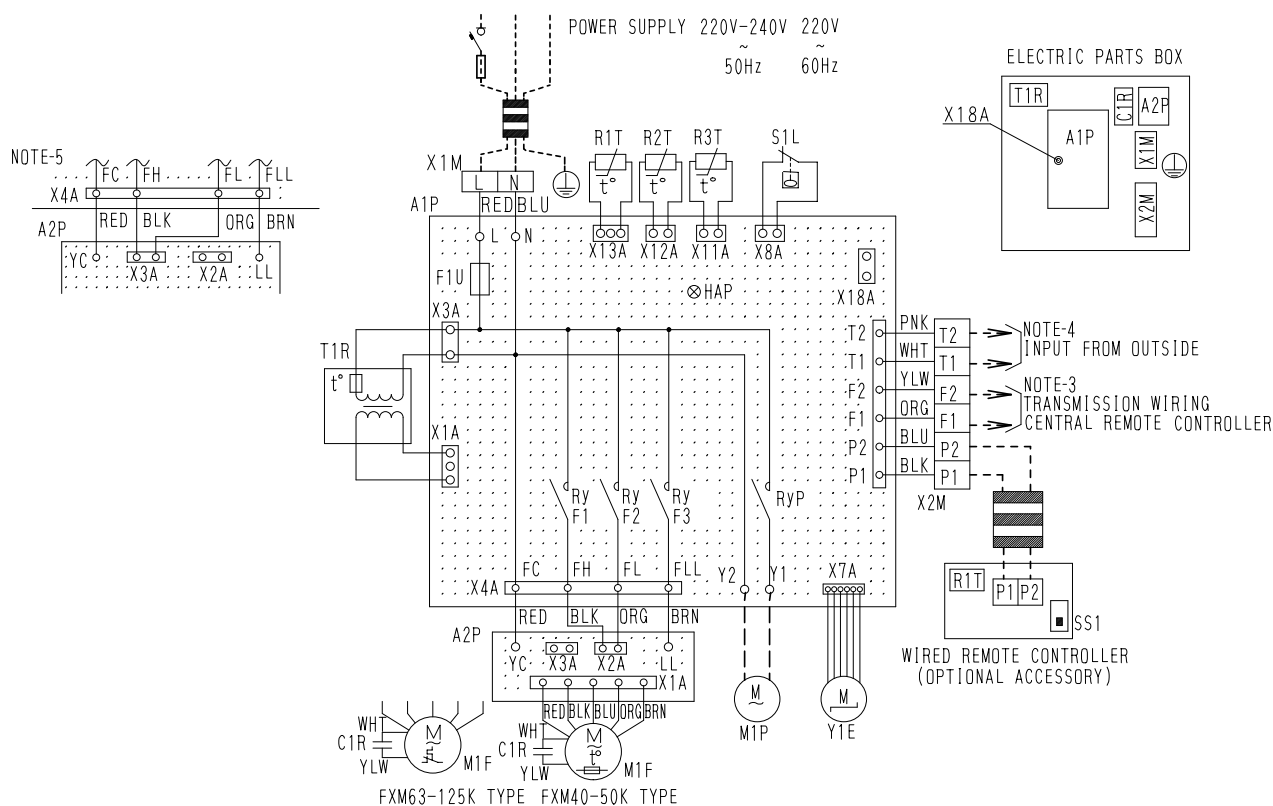 POWER SUPPLY 220V-240V 220V
~ ~
50Hz 60Hz
ELECTRIC PARTS BOX
T1R
C1R
A2P
X18A
A1P
X1M
X2M
NOTE-5
FC FH FL FLL
X4A
RED BLK ORG BRN
A2P
YC X3A X2A LL
X1M
L N
R1T R2T R3T S1L
t° t° t°
A1P
RED BLU
L N
X13A X12A X11A X8A
F1U
HAP
X18A
X3A
T1R
t°
X1A
T2 PNK T2
T1 WHT T1
NOTE-4
INPUT FROM OUTSIDE
F2 YLW F2
F1 ORG F1
NOTE-3
TRANSMISSION WIRING
CENTRAL REMOTE CONTROLLER
P2 BLU P2
P1 BLK P1
X2M
Ry
F1
Ry
F2
Ry
F3
RyP
FC FH FL FLL
X4A
Y2 Y1
X7A
R1T
P1 P2
SS1
WIRED REMOTE CONTROLLER
(OPTIONAL ACCESSORY)
RED BLK ORG BRN
A2P
YC X3A X2A LL
X1A
RED BLK BLU ORG BRN
WHT
C1R
YLW
M
~
M1F
WHT
C1R
YLW
M
~
t°
M1F
M
~
M1P
M
Y1E
FXM63-125K TYPE FXM40-50K TYPE